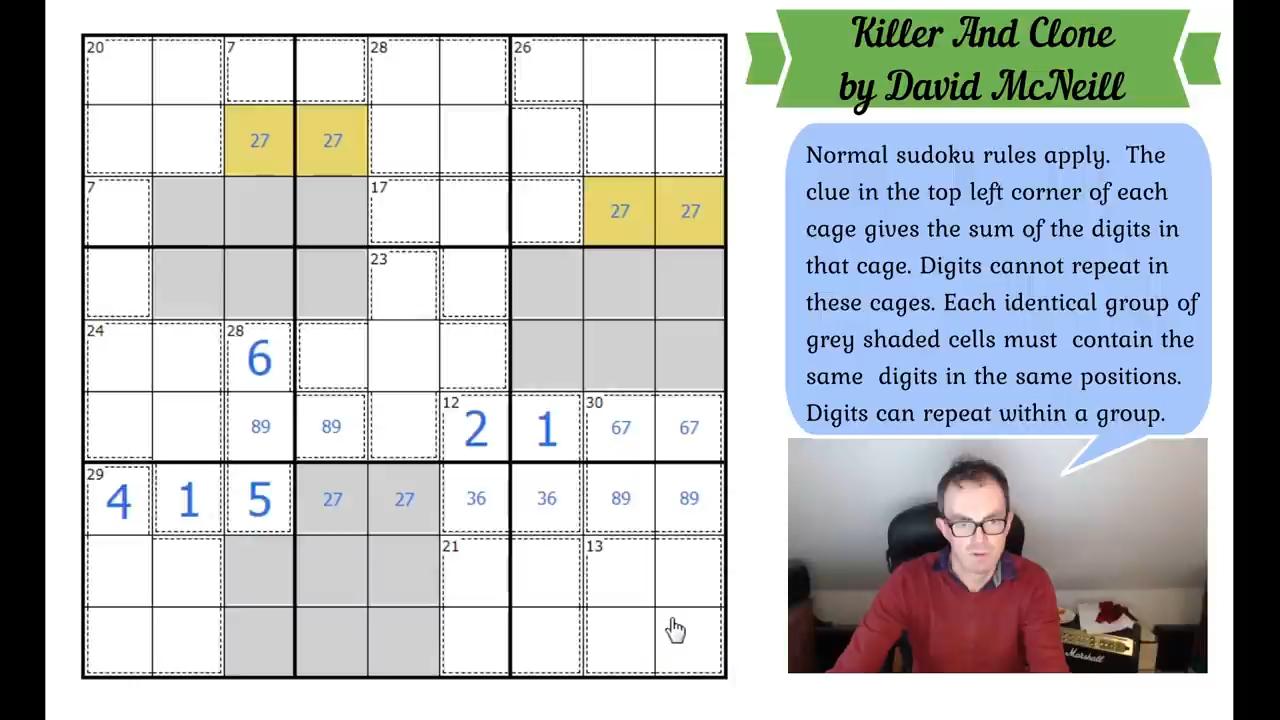 Killer And Clone
by David McNeill
Normal sudoku rules apply. The
clue in the top left corner of each
cage gives the sum of the digits in
that cage. Digits cannot repeat in
these cages. Each identical group of
grey shaded cells must contain the
same digits in the same positions.
Digits can repeat within a group.
20 7 28 26
27 27
7 17 27 27
23
24 28 6
89 89 12 2 1 30 67 67
29 4 1 5 27 27 36 36 89 89
21 13
Marshall